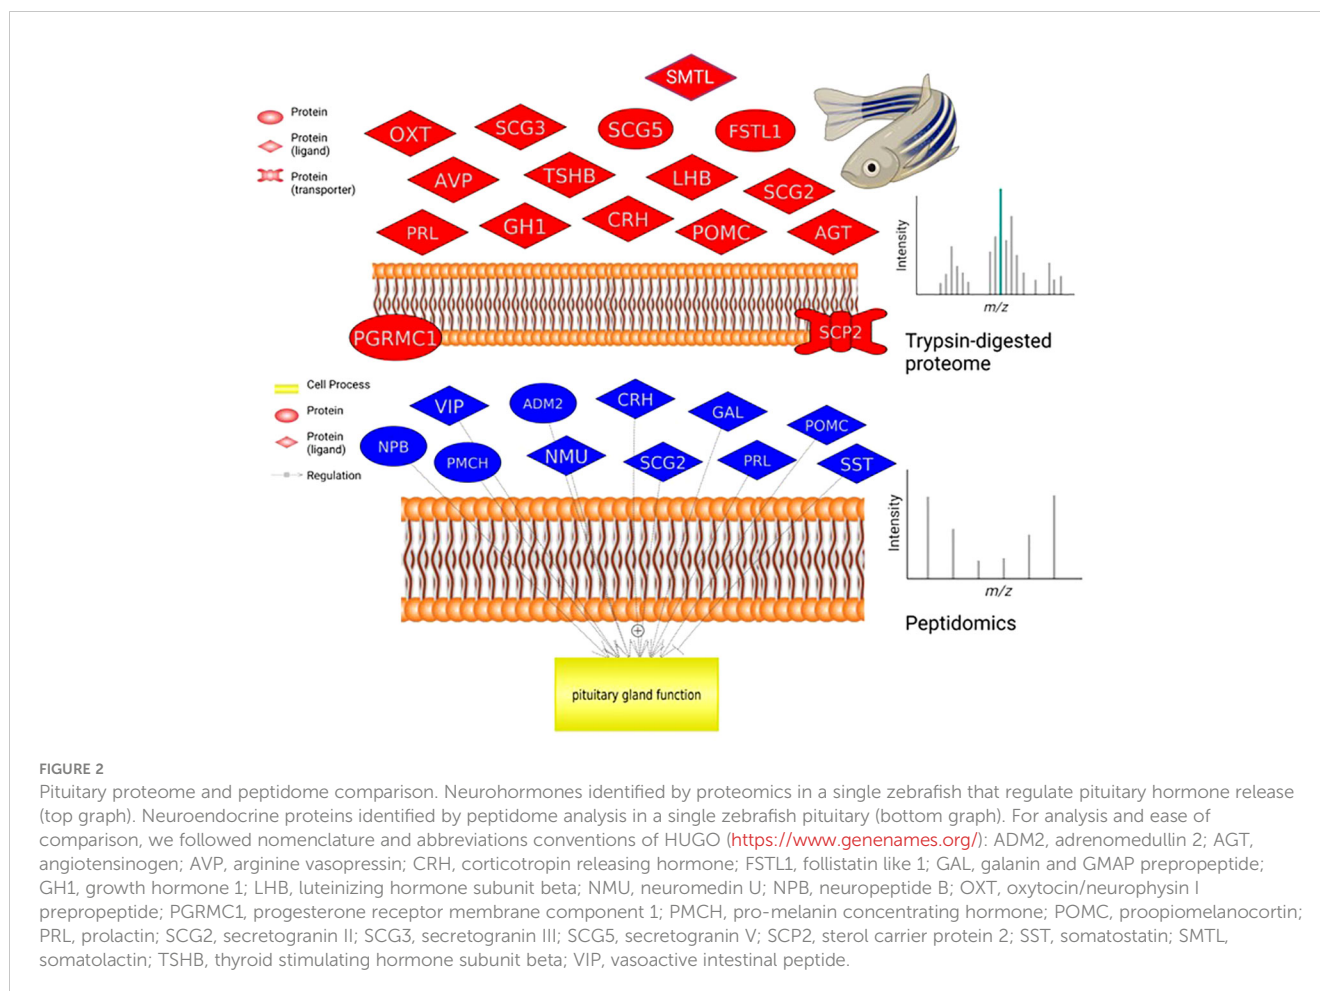 SMTL
Protein
Protein
(ligand)
Protein
(transporter)
OXT
SCG3
SCG5
FSTL1
AVP
TSHB
LHB
SCG2
PRL
GH1
CRH
POMC
AGT
Intensity
m/z
PGRMC1
SCP2
Trypsin-digested
proteome
Cell Process
Protein
Protein
(ligand)
Regulation
VIP
ADM2
CRH
GAL
POMC
NPB
PMCH
NMU
SCG2
PRL
SST
Intensity
m/z
Peptidomics
pituitary gland function
FIGURE 2
Pituitary proteome and peptidome comparison. Neurohormones identified by proteomics in a single zebrafish that regulate pituitary hormone release
(top graph). Neuroendocrine proteins identified by peptidome analysis in a single zebrafish pituitary (bottom graph). For analysis and ease of
comparison, we followed nomenclature and abbreviations conventions of HUGO (https://www.genenames.org/): ADM2, adrenomedullin 2; AGT,
angiotensinogen; AVP, arginine vasopressin; CRH, corticotropin releasing hormone; FSTL1, follistatin like 1; GAL, galanin and GMAP prepropeptide;
GH1, growth hormone 1; LHB, luteinizing hormone subunit beta; NMU, neuromedin U; NPB, neuropeptide B; OXT, oxytocin/neurophysin I
prepropeptide; PGRMC1, progesterone receptor membrane component 1; PMCH, pro-melanin concentrating hormone; POMC, proopiomelanocortin;
PRL, prolactin; SCG2, secretogranin II; SCG3, secretogranin III; SCG5, secretogranin V; SCP2, sterol carrier protein 2; SST, somatostatin; SMTL,
somatolactin; TSHB, thyroid stimulating hormone subunit beta; VIP, vasoactive intestinal peptide.